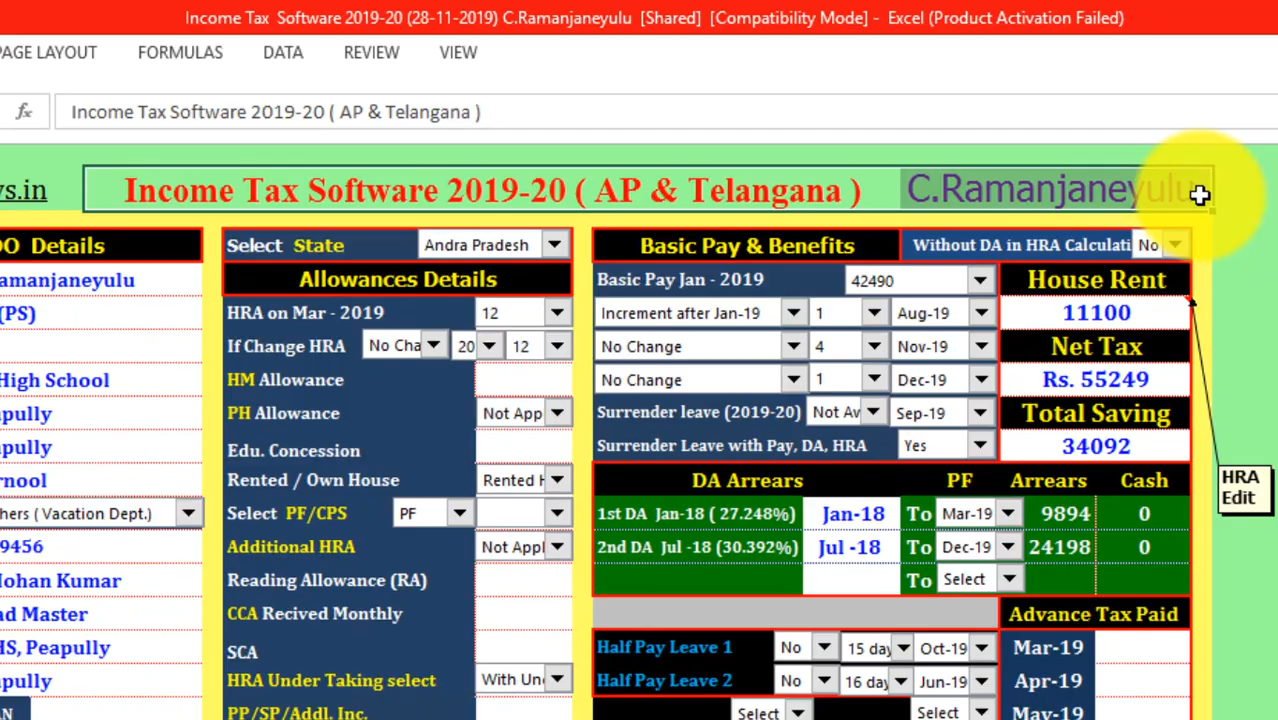 Income Tax Software 2019-20 (28-11-2019) C.Ramanjaneyulu [Shared] [Compatibility Mode] - Excel (Product Activation Failed)
PAGE LAYOUT FORMULAS DATA REVIEW VIEW
fx Income Tax Software 2019-20 ( AP & Telangana )
vs.in Income Tax Software 2019-20 ( AP & Telangana ) C.Ramanjaneyulu
DO Details Select State Andra Pradesh Basic Pay & Benefits Without DA in HRA Calculati No
amanjaneyulu Allowances Details Basic Pay Jan - 2019 42490 House Rent
(PS) HRA on Mar - 2019 12 Increment after Jan-19 1 Aug-19 11100
If Change HRA No Cha 20 12 No Change 4 Nov-19 Net Tax
High School HM Allowance No Change 1 Dec-19 Rs. 55249
apully PH Allowance Not App Surrender leave (2019-20) Not Av Sep-19 Total Saving
apully Edu. Concession Surrender Leave with Pay, DA, HRA Yes 34092
rnool Rented / Own House Rented H DA Arrears PF Arrears Cash HRA
hers ( Vacation Dept.) Select PF/CPS PF 1st DA Jan-18 ( 27.248%) Jan-18 To Mar-19 9894 0 Edit
9456 Additional HRA Not Appl 2nd DA Jul -18 (30.392%) Jul -18 To Dec-19 24198 0
Mohan Kumar Reading Allowance (RA) To Select
ad Master CCA Recived Monthly Advance Tax Paid
HS, Peapully SCA Half Pay Leave 1 No 15 day Oct-19 Mar-19
apully HRA Under Taking select With Un Half Pay Leave 2 No 16 day Jun-19 Apr-19
AN PP/SP/Addl. Inc. Select Select May-19